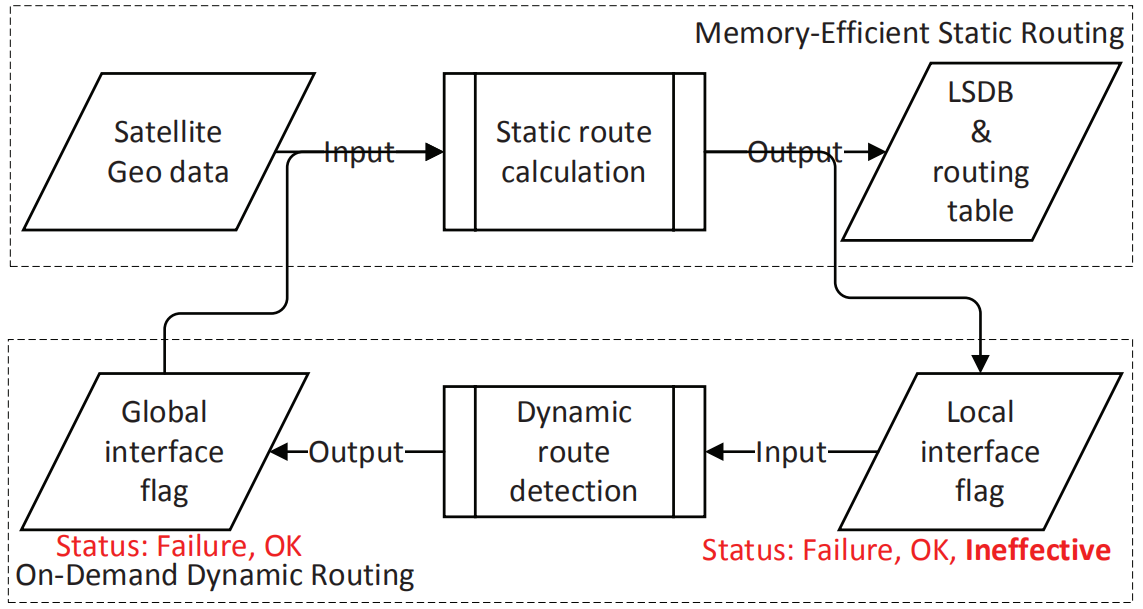 Memory-Efficient Static Routing
Satellite
Geo data
Input
Static route
calculation
Output
LSDB
&
routing
table
Global
interface
flag
Output
Dynamic
route
detection
Input
Local
interface
flag
Status: Failure, OK
Status: Failure, OK, Ineffective
On-Demand Dynamic Routing